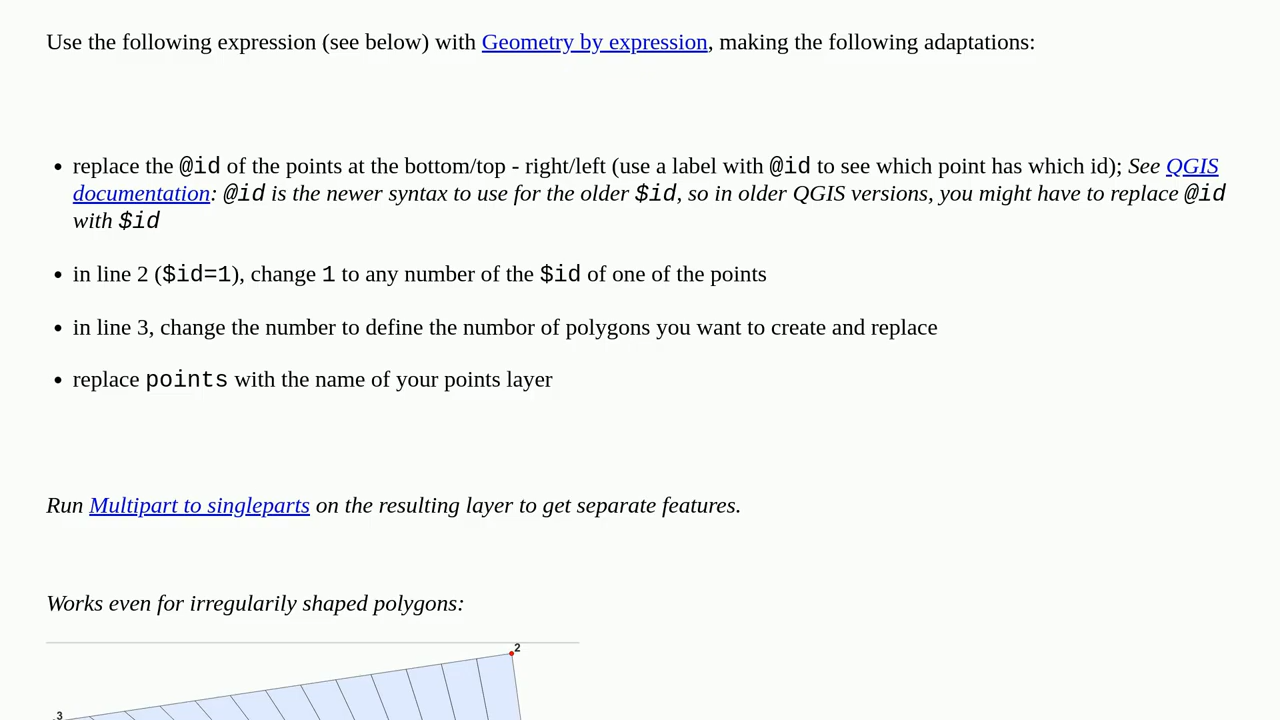 Use the following expression (see below) with Geometry by expression, making the following adaptations:
• replace the @id of the points at the bottom/top - right/left (use a label with @id to see which point has which id); See QGIS
documentation: @id is the newer syntax to use for the older $id, so in older QGIS versions, you might have to replace @id
with $id
• in line 2 ($id=1), change 1 to any number of the $id of one of the points
• in line 3, change the number to define the numbor of polygons you want to create and replace
• replace points with the name of your points layer
Run Multipart to singleparts on the resulting layer to get separate features.
Works even for irregularily shaped polygons:
2
3